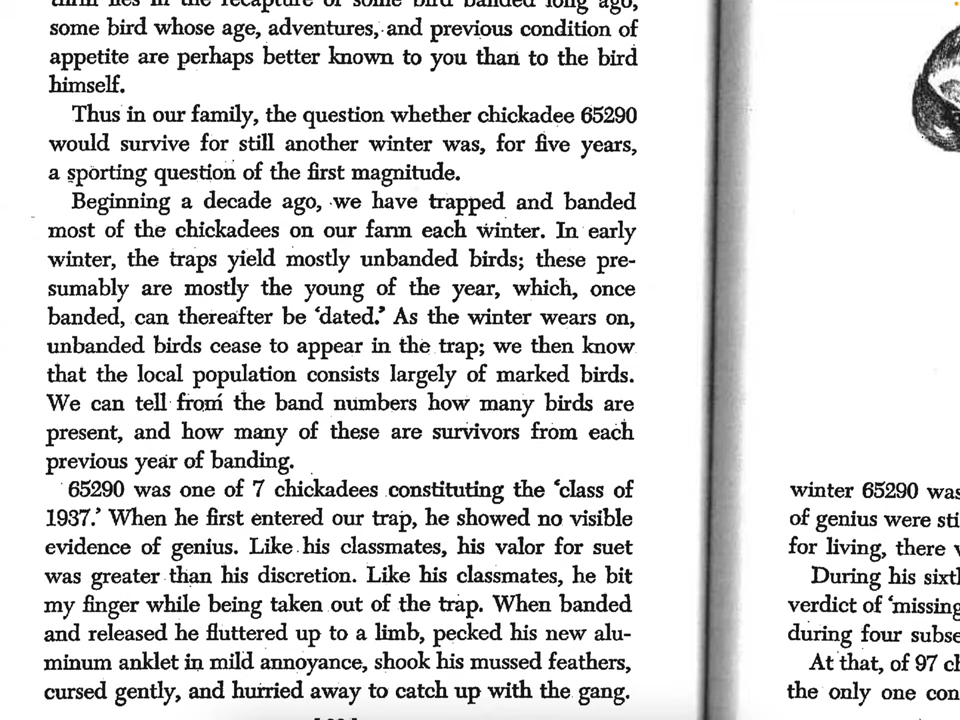 thrill lies in the recapture of some bird banded long ago,
some bird whose age, adventures, and previous condition of
appetite are perhaps better known to you than to the bird
himself.
Thus in our family, the question whether chickadee 65290
would survive for still another winter was, for five years,
a sporting question of the first magnitude.
Beginning a decade ago, we have trapped and banded
most of the chickadees on our farm each winter. In early
winter, the traps yield mostly unbanded birds; these pre-
sumably are mostly the young of the year, which, once
banded, can thereafter be ‘dated.’ As the winter wears on,
unbanded birds cease to appear in the trap; we then know
that the local population consists largely of marked birds.
We can tell from the band numbers how many birds are
present, and how many of these are survivors from each
previous year of banding.
65290 was one of 7 chickadees constituting the ‘class of
1937.’ When he first entered our trap, he showed no visible
evidence of genius. Like his classmates, his valor for suet
was greater than his discretion. Like his classmates, he bit
my finger while being taken out of the trap. When banded
and released he fluttered up to a limb, pecked his new alu-
minum anklet in mild annoyance, shook his mussed feathers,
cursed gently, and hurried away to catch up with the gang.
winter 65290 was
of genius were sti
for living, there
During his sixt
verdict of ‘missing
during four subse
At that, of 97 ch
the only one con